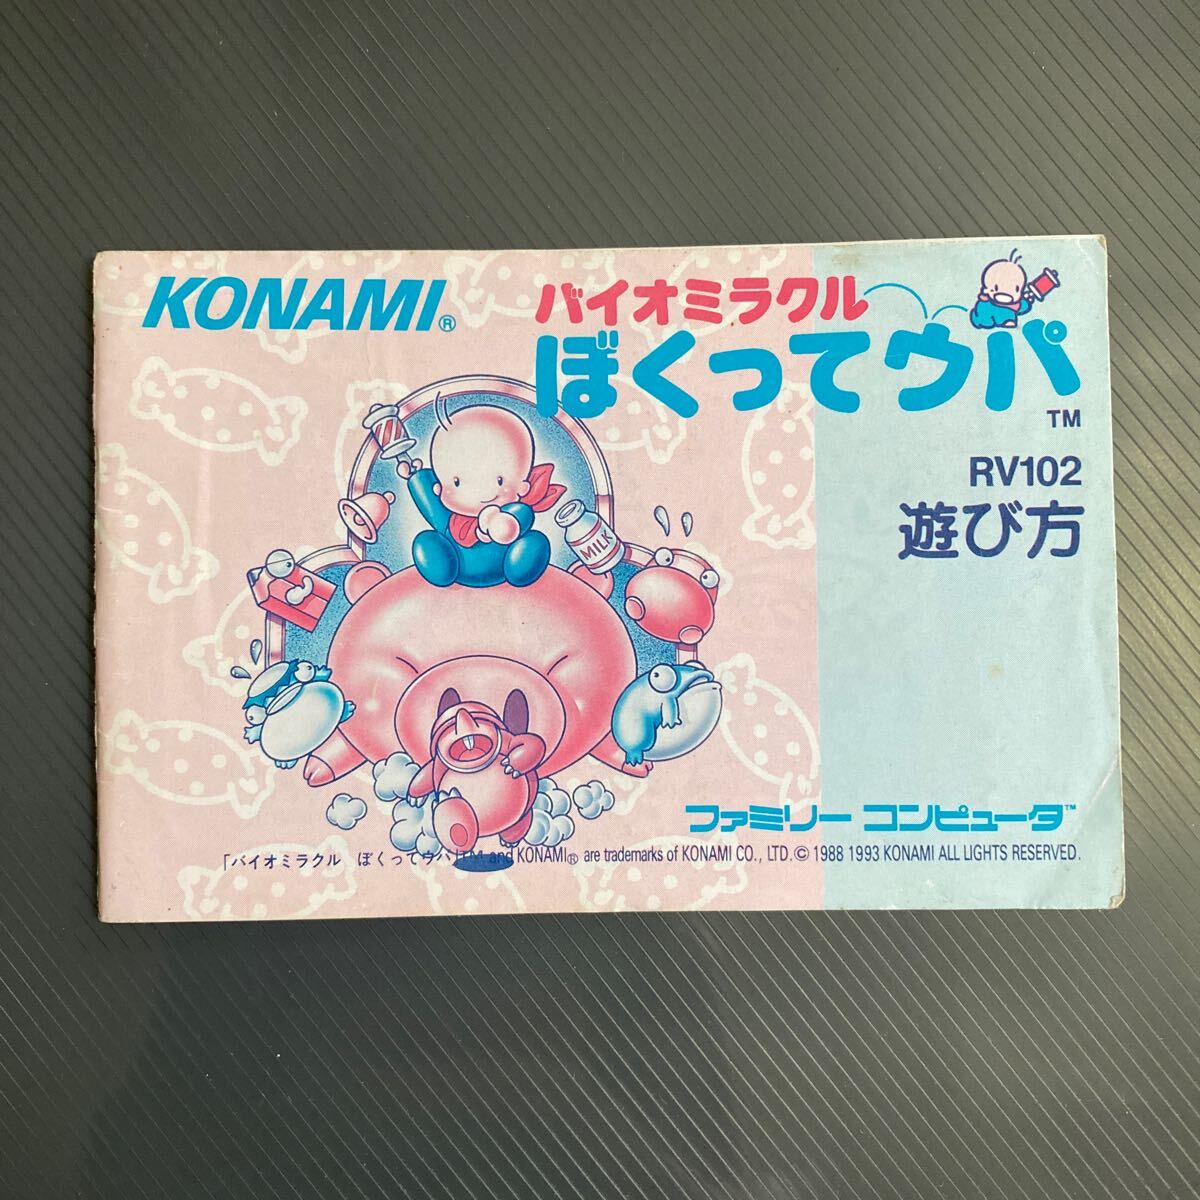 KONAMI®
バイオミラクル
ぼくってウパ
TM
RV102
遊び方
MILK
ファミリー コンピュータ™
「バイオミラクル ぼくってウパ」TM and KONAMI® are trademarks of KONAMI CO., LTD. © 1988 1993 KONAMI ALL LIGHTS RESERVED.